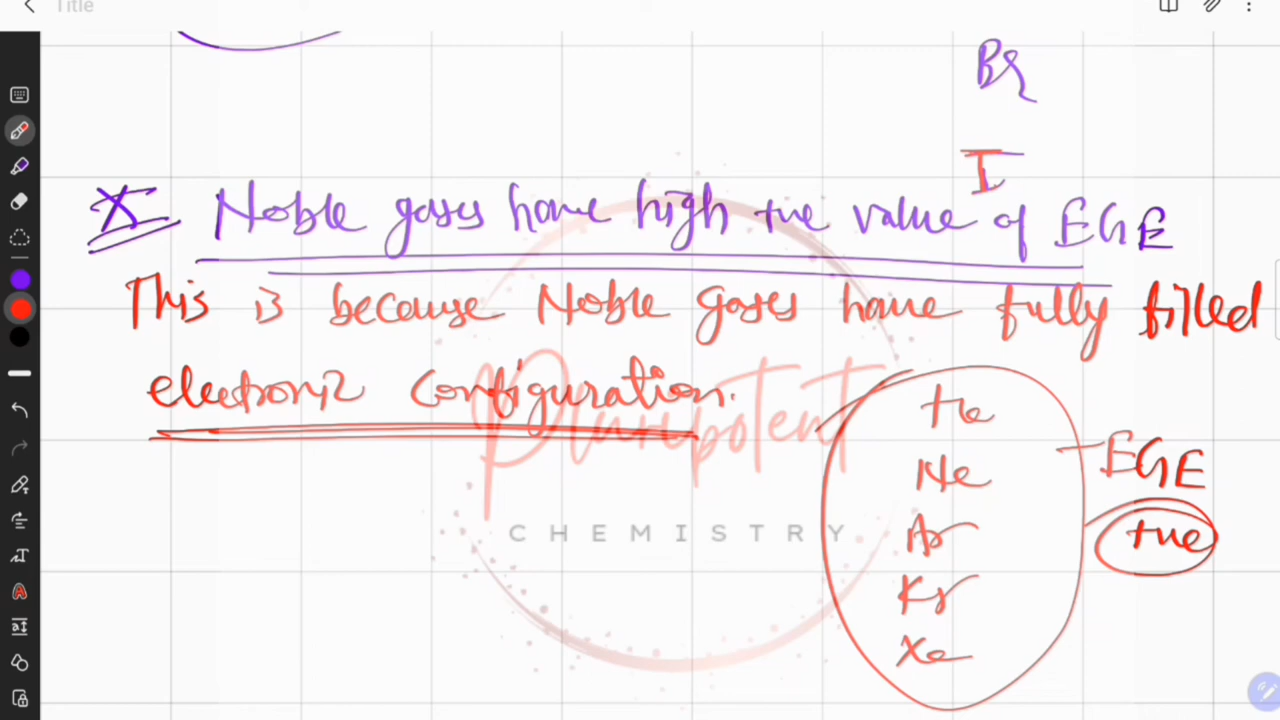 Title
Br
I
X Noble gases have high +ve value of EGE
This is because Noble gases have fully filled
electronic configuration.
He
Ne
Ar
Kr
Xe
EGE
+ve
Pluripotent
CHEMISTRY